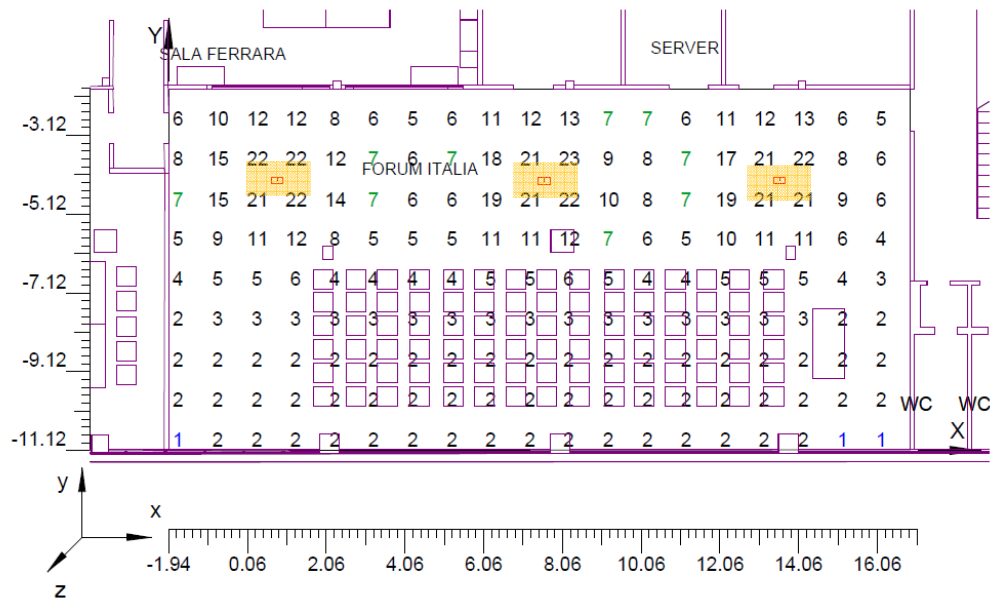 Y
SALA FERRARA
SERVER
-3.12 6 10 12 12 8 6 5 6 11 12 13 7 7 6 11 12 13 6 5
8 15 22 22 12 7 6 7 18 21 23 9 8 7 17 21 22 8 6
FORUM ITALIA
-5.12 7 15 21 22 14 7 6 6 19 21 22 10 8 7 19 21 21 9 6
5 9 11 12 8 5 5 5 11 11 12 7 6 5 10 11 11 6 4
-7.12 4 5 5 6 4 4 4 4 5 5 6 5 4 4 5 5 5 4 3
2 3 3 3 3 3 3 3 3 3 3 3 3 3 3 3 3 2 2
-9.12 2 2 2 2 2 2 2 2 2 2 2 2 2 2 2 2 2 2 2
2 2 2 2 2 2 2 2 2 2 2 2 2 2 2 2 2 2 2 WC WC
-11.12 1 2 2 2 2 2 2 2 2 2 2 2 2 2 2 2 2 1 1 X
y
x
z
-1.94 0.06 2.06 4.06 6.06 8.06 10.06 12.06 14.06 16.06